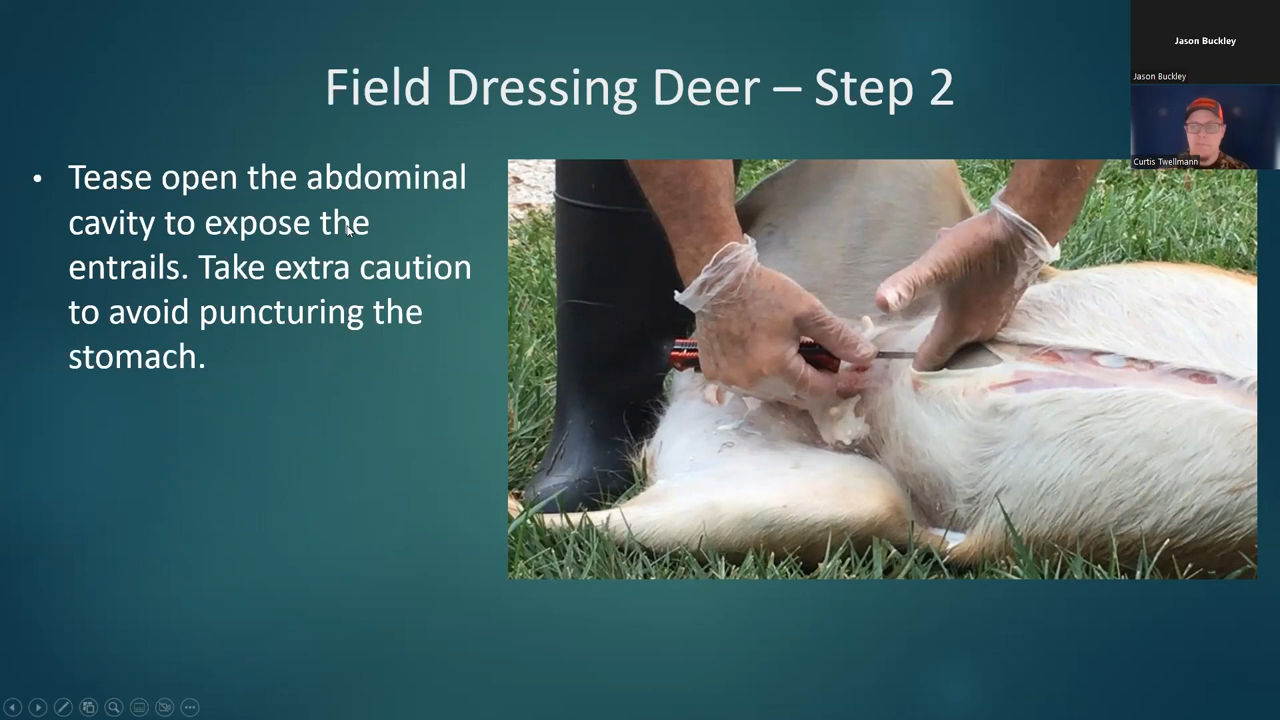 Field Dressing Deer – Step 2
Jason Buckley
Jason Buckley
Curtis Twellmann
• Tease open the abdominal
cavity to expose the
entrails. Take extra caution
to avoid puncturing the
stomach.